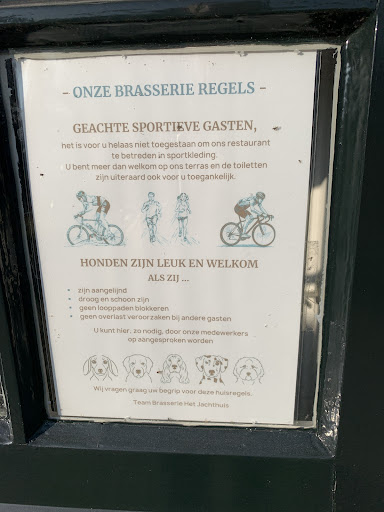 - ONZE BRASSERIE REGELS -
GEACHTE SPORTIEVE GASTEN,
het is voor u helaas niet toegestaan om ons restaurant
te betreden in sportkleding.
U bent meer dan welkom op ons terras en de toiletten
zijn uiteraard ook voor u toegankelijk.
HONDEN ZIJN LEUK EN WELKOM
ALS ZIJ ...
• zijn aangelijnd
• droog en schoon zijn
• geen looppaden blokkeren
• geen overlast veroorzaken bij andere gasten
U kunt hier, zo nodig, door onze medewerkers
op aangesproken worden
Wij vragen graag uw begrip voor deze huisregels.
Team Brasserie Het Jachthuis